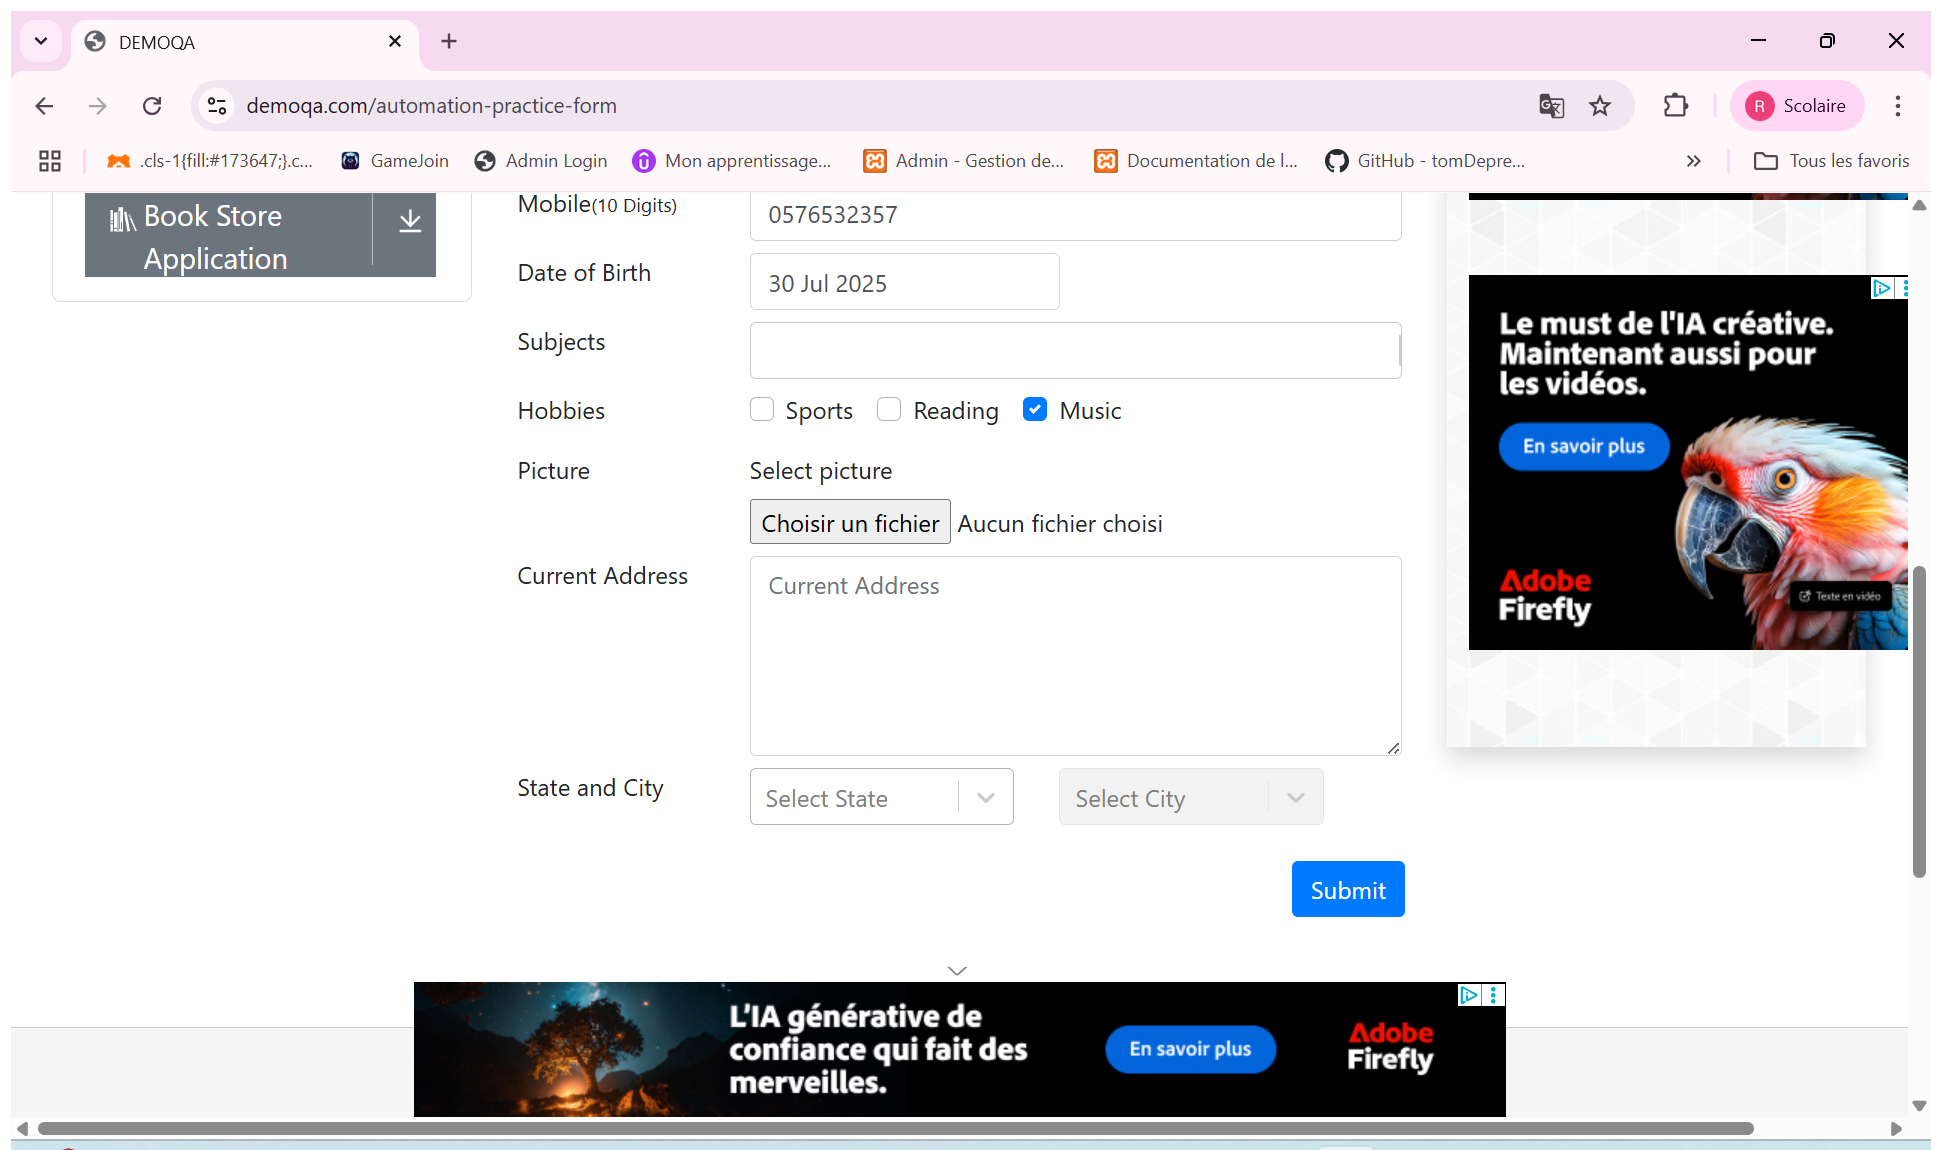 DEMOQA
demoqa.com/automation-practice-form
R Scolaire
.cls-1{fill:#173647;}.c...
GameJoin
Admin Login
Mon apprentissage...
Admin - Gestion de...
Documentation de l...
GitHub - tomDepre...
Tous les favoris
Book Store
Application
Mobile(10 Digits)
0576532357
Date of Birth
30 Jul 2025
Subjects
Hobbies
Sports
Reading
Music
Picture
Select picture
Choisir un fichier
Aucun fichier choisi
Current Address
Current Address
State and City
Select State
Select City
Submit
Le must de l'IA créative.
Maintenant aussi pour
les vidéos.
En savoir plus
Adobe
Firefly
Texte en vidéo
L'IA générative de
confiance qui fait des
merveilles.
En savoir plus
Adobe
Firefly